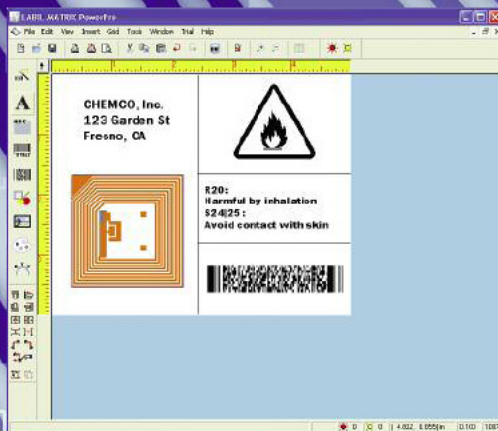 LABEL MATRIX PowerPro
File Edit View Insert Grid Tools Window Trial Help
CHEMCO, Inc.
123 Garden St
Fresno, CA
R20:
Harmful by inhalation
S24|25:
Avoid contact with skin